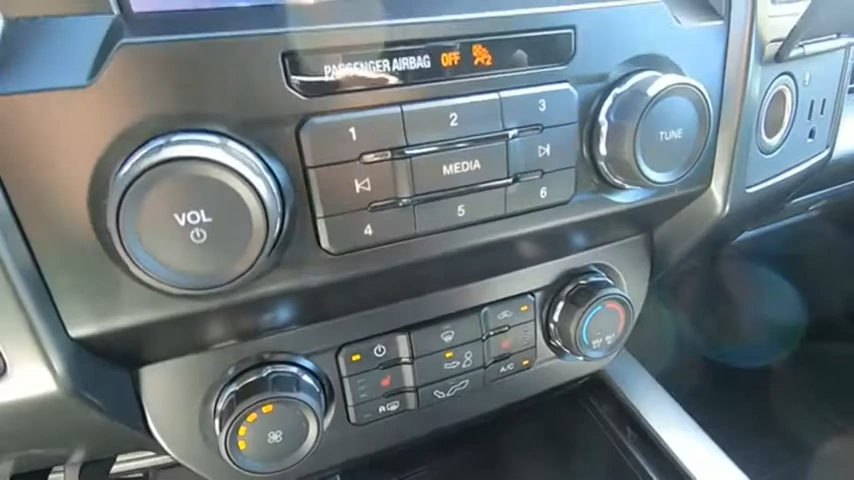 PASSENGER AIRBAG OFF
1 2 3
VOL MEDIA TUNE
4 5 6
A/C
R